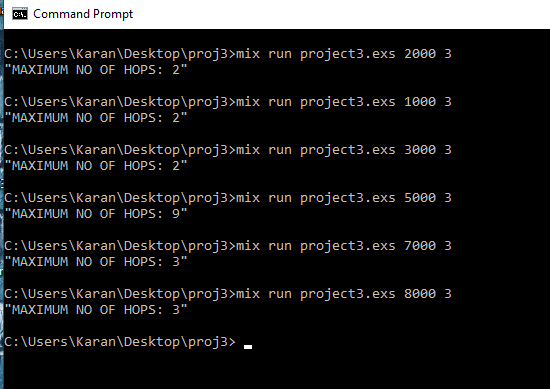 Command Prompt
C:\Users\Karan\Desktop\proj3>mix run project3.exs 2000 3
"MAXIMUM NO OF HOPS: 2"
C:\Users\Karan\Desktop\proj3>mix run project3.exs 1000 3
"MAXIMUM NO OF HOPS: 2"
C:\Users\Karan\Desktop\proj3>mix run project3.exs 3000 3
"MAXIMUM NO OF HOPS: 2"
C:\Users\Karan\Desktop\proj3>mix run project3.exs 5000 3
"MAXIMUM NO OF HOPS: 9"
C:\Users\Karan\Desktop\proj3>mix run project3.exs 7000 3
"MAXIMUM NO OF HOPS: 3"
C:\Users\Karan\Desktop\proj3>mix run project3.exs 8000 3
"MAXIMUM NO OF HOPS: 3"
C:\Users\Karan\Desktop\proj3>